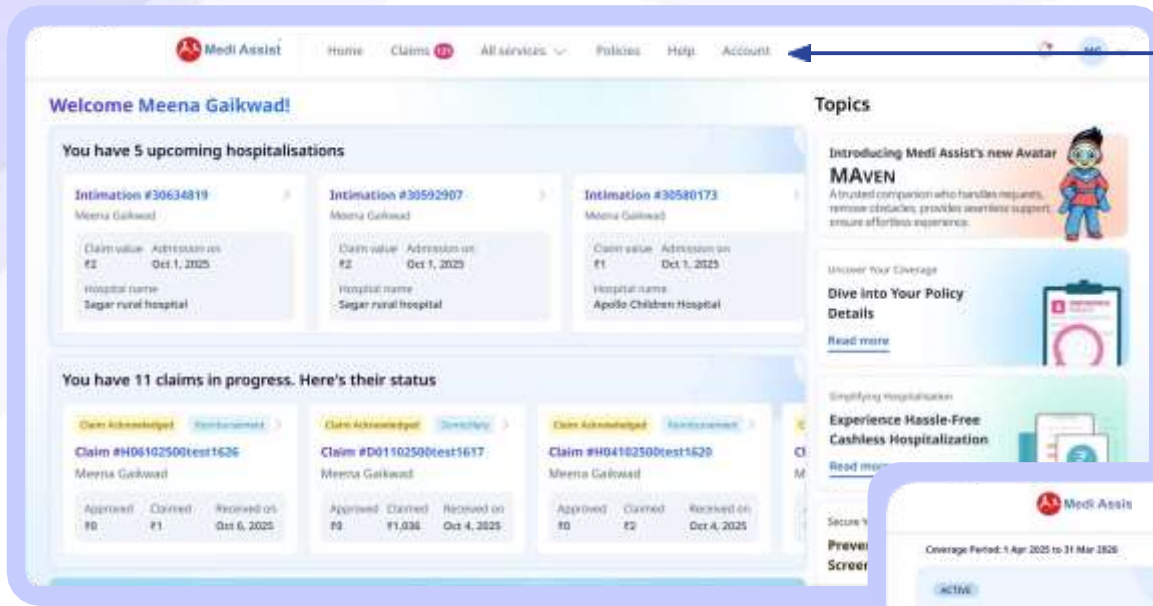 Medi Assist
Home Claims All services Policies Help Account
MG
Welcome Meena Gaikwad!
You have 5 upcoming hospitalisations
Intimation #30634819
Meena Gaikwad
Claim value Admission on
₹2 Oct 1, 2025
Hospital name
Sagar rural hospital
Intimation #30592907
Meena Gaikwad
Claim value Admission on
₹2 Oct 1, 2025
Hospital name
Sagar rural hospital
Intimation #30580173
Meena Gaikwad
Claim value Admission on
₹1 Oct 1, 2025
Hospital name
Apollo Children Hospital
You have 11 claims in progress. Here's their status
Claim Acknowledged Reimbursement
Claim #H06102500test1626
Meena Gaikwad
Approved Claimed Received on
₹0 ₹1 Oct 6, 2025
Claim Acknowledged Domiciliary
Claim #D01102500test1617
Meena Gaikwad
Approved Claimed Received on
₹0 ₹1,036 Oct 4, 2025
Claim Acknowledged Reimbursement
Claim #H04102500test1620
Meena Gaikwad
Approved Claimed Received on
₹0 ₹2 Oct 4, 2025
Topics
Introducing Medi Assist's new Avatar
MAVEN
A trusted companion who handles requests,
remove obstacles, provides seamless support,
ensure effortless experience.
Uncover Your Coverage
Dive into Your Policy
Details
Read more
Simplifying Hospitalisation
Experience Hassle-Free
Cashless Hospitalization
Read more
Secure Y
Preve
Screen
Medi Assis
Coverage Period: 1 Apr 2025 to 31 Mar 2026
ACTIVE